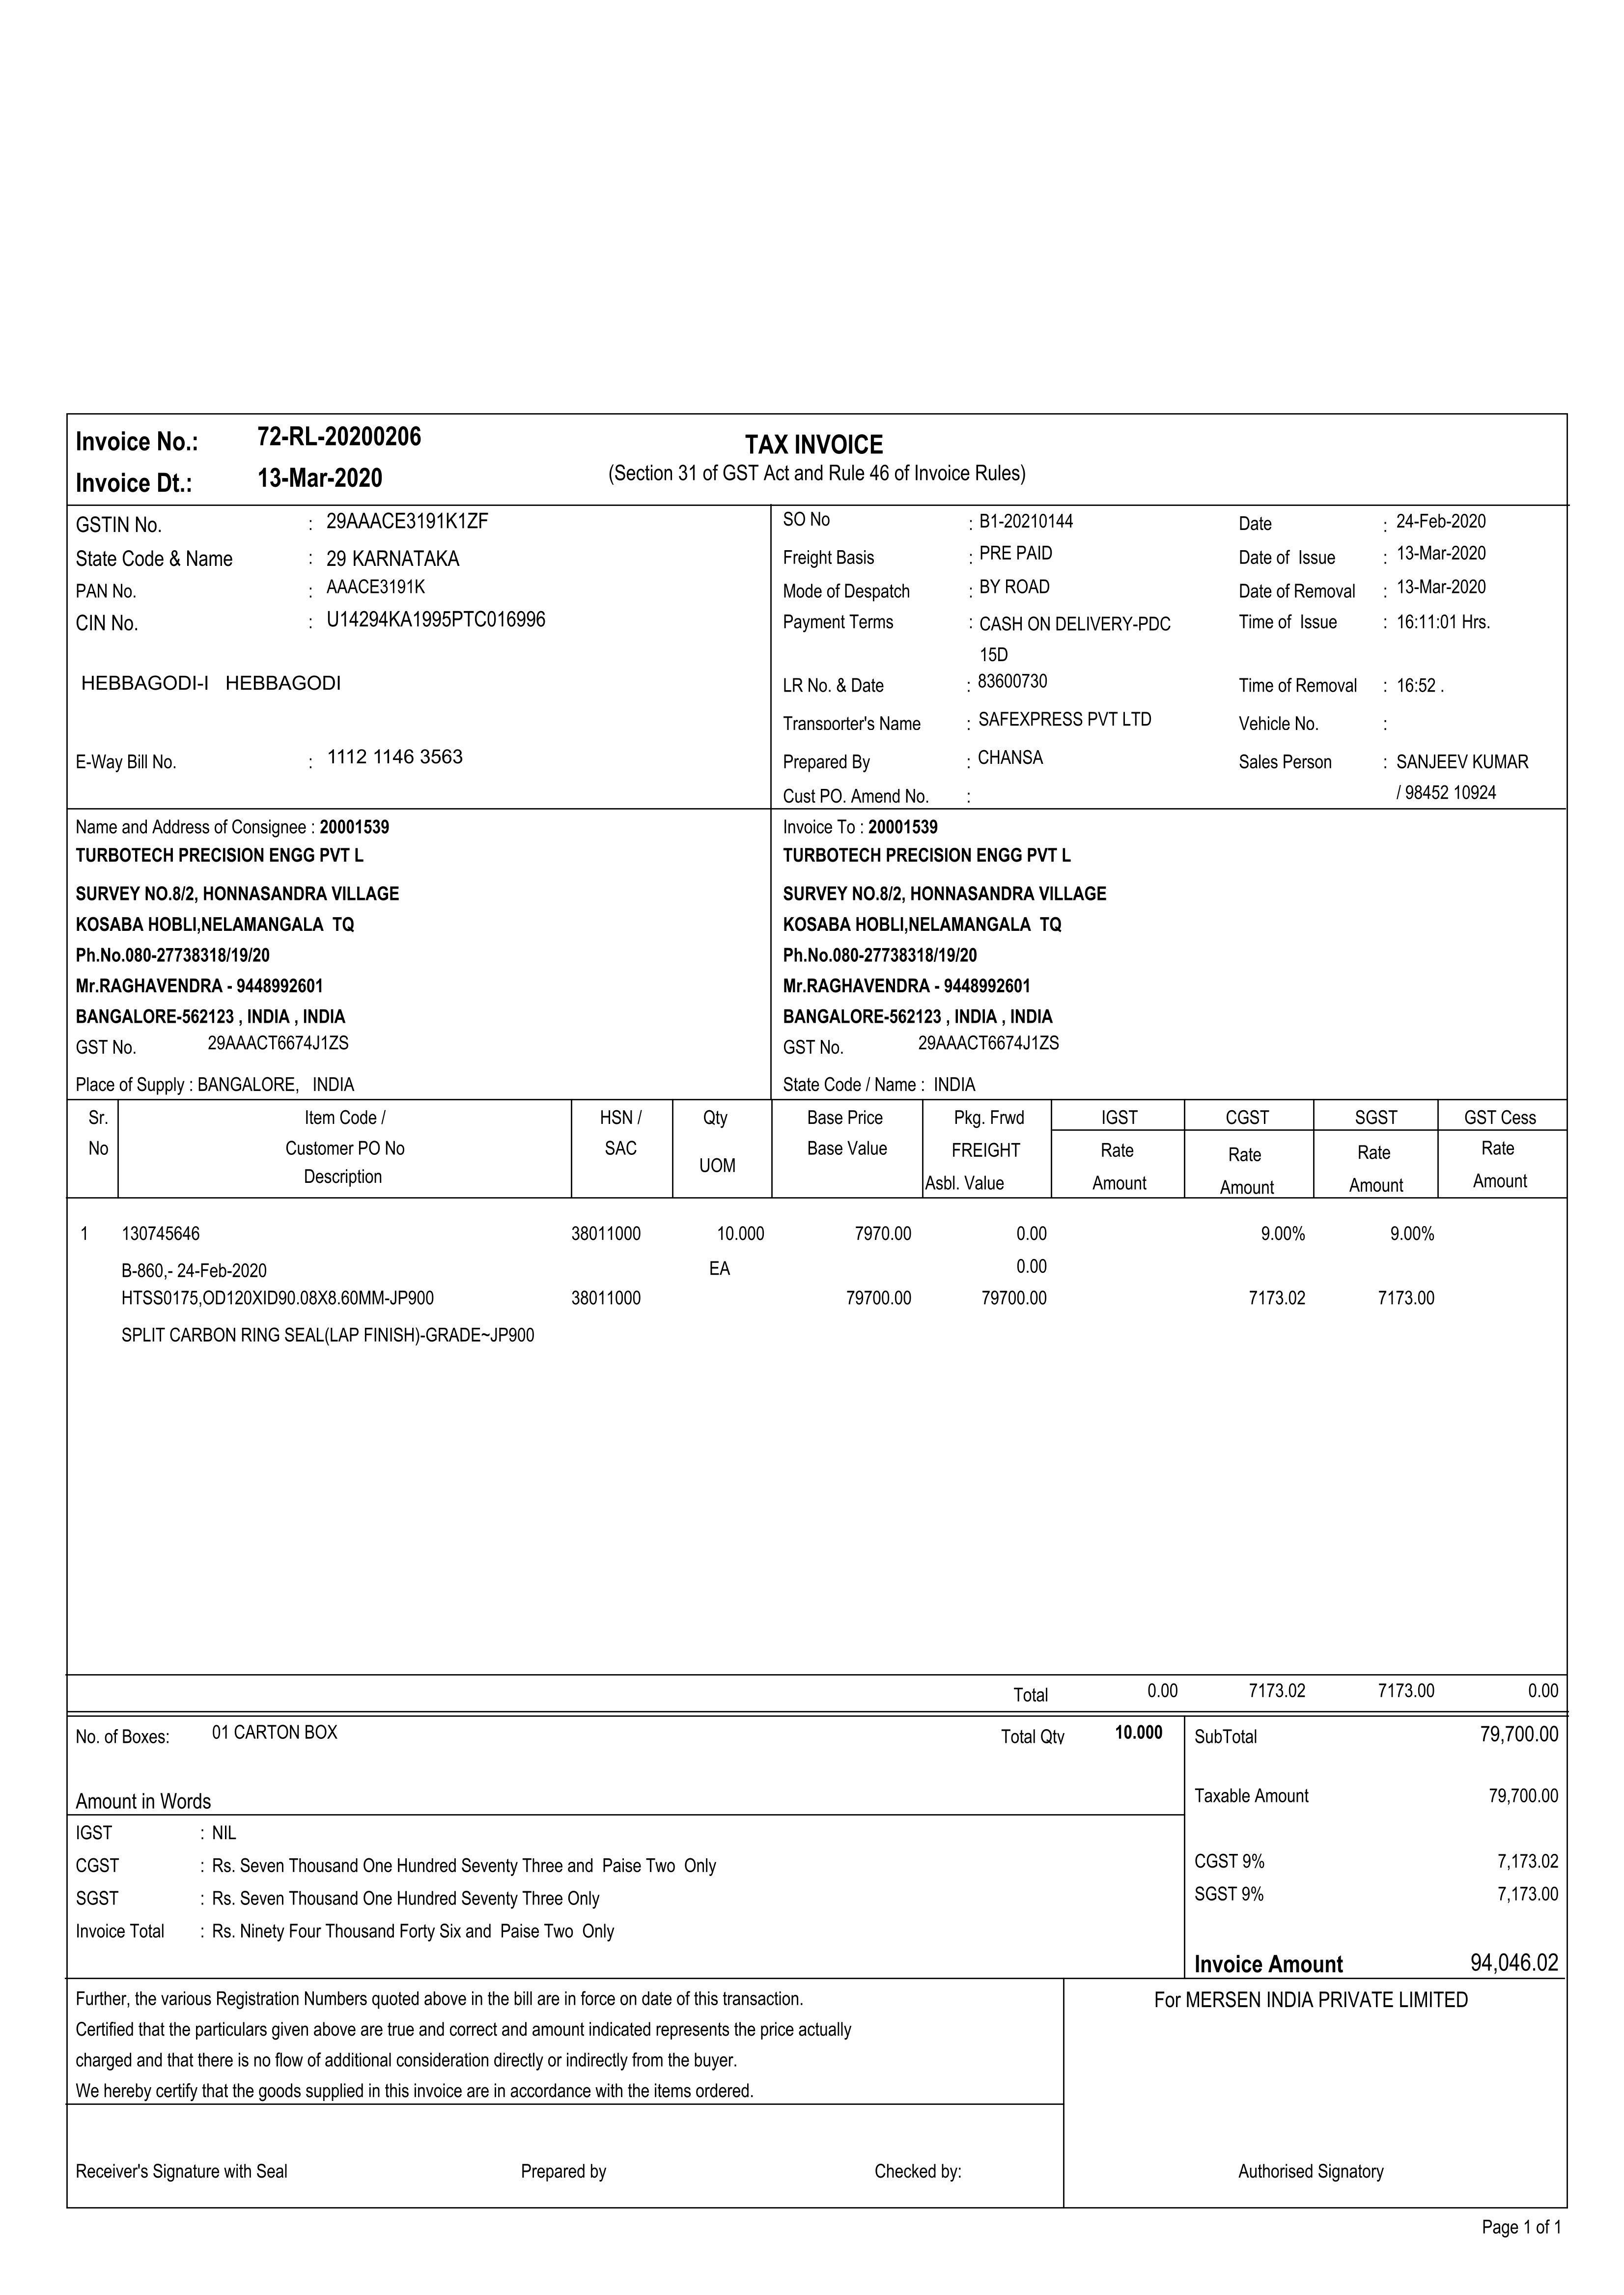 Invoice No.: 72-RL-20200206
TAX INVOICE
Invoice Dt.: 13-Mar-2020
(Section 31 of GST Act and Rule 46 of Invoice Rules)
GSTIN No. : 29AAACE3191K1ZF
State Code & Name : 29 KARNATAKA
PAN No. : AAACE3191K
CIN No. : U14294KA1995PTC016996
HEBBAGODI-I HEBBAGODI
E-Way Bill No. : 1112 1146 3563
SO No : B1-20210144 Date : 24-Feb-2020
Freight Basis : PRE PAID Date of Issue : 13-Mar-2020
Mode of Despatch : BY ROAD Date of Removal : 13-Mar-2020
Payment Terms : CASH ON DELIVERY-PDC Time of Issue : 16:11:01 Hrs.
15D
LR No. & Date : 83600730 Time of Removal : 16:52 .
Transporter's Name : SAFEXPRESS PVT LTD Vehicle No. :
Prepared By : CHANSA Sales Person : SANJEEV KUMAR
Cust PO. Amend No. : / 98452 10924
Name and Address of Consignee : 20001539
TURBOTECH PRECISION ENGG PVT L
SURVEY NO.8/2, HONNASANDRA VILLAGE
KOSABA HOBLI,NELAMANGALA TQ
Ph.No.080-27738318/19/20
Mr.RAGHAVENDRA - 9448992601
BANGALORE-562123 , INDIA , INDIA
GST No. 29AAACT6674J1ZS
Place of Supply : BANGALORE, INDIA
Invoice To : 20001539
TURBOTECH PRECISION ENGG PVT L
SURVEY NO.8/2, HONNASANDRA VILLAGE
KOSABA HOBLI,NELAMANGALA TQ
Ph.No.080-27738318/19/20
Mr.RAGHAVENDRA - 9448992601
BANGALORE-562123 , INDIA , INDIA
GST No. 29AAACT6674J1ZS
State Code / Name : INDIA
Sr. Item Code / HSN / Qty Base Price Pkg. Frwd IGST CGST SGST GST Cess
No Customer PO No SAC UOM Base Value FREIGHT Rate Rate Rate Rate
Description Asbl. Value Amount Amount Amount Amount
1 130745646 38011000 10.000 7970.00 0.00 9.00% 9.00%
B-860,- 24-Feb-2020 EA 0.00
HTSS0175,OD120XID90.08X8.60MM-JP900 38011000 79700.00 79700.00 7173.02 7173.00
SPLIT CARBON RING SEAL(LAP FINISH)-GRADE~JP900
Total 0.00 7173.02 7173.00 0.00
No. of Boxes: 01 CARTON BOX Total Qty 10.000 SubTotal 79,700.00
Taxable Amount 79,700.00
Amount in Words
IGST : NIL
CGST : Rs. Seven Thousand One Hundred Seventy Three and Paise Two Only CGST 9% 7,173.02
SGST : Rs. Seven Thousand One Hundred Seventy Three Only SGST 9% 7,173.00
Invoice Total : Rs. Ninety Four Thousand Forty Six and Paise Two Only
Invoice Amount 94,046.02
Further, the various Registration Numbers quoted above in the bill are in force on date of this transaction.
Certified that the particulars given above are true and correct and amount indicated represents the price actually
charged and that there is no flow of additional consideration directly or indirectly from the buyer.
We hereby certify that the goods supplied in this invoice are in accordance with the items ordered.
For MERSEN INDIA PRIVATE LIMITED
Receiver's Signature with Seal Prepared by Checked by: Authorised Signatory
Page 1 of 1